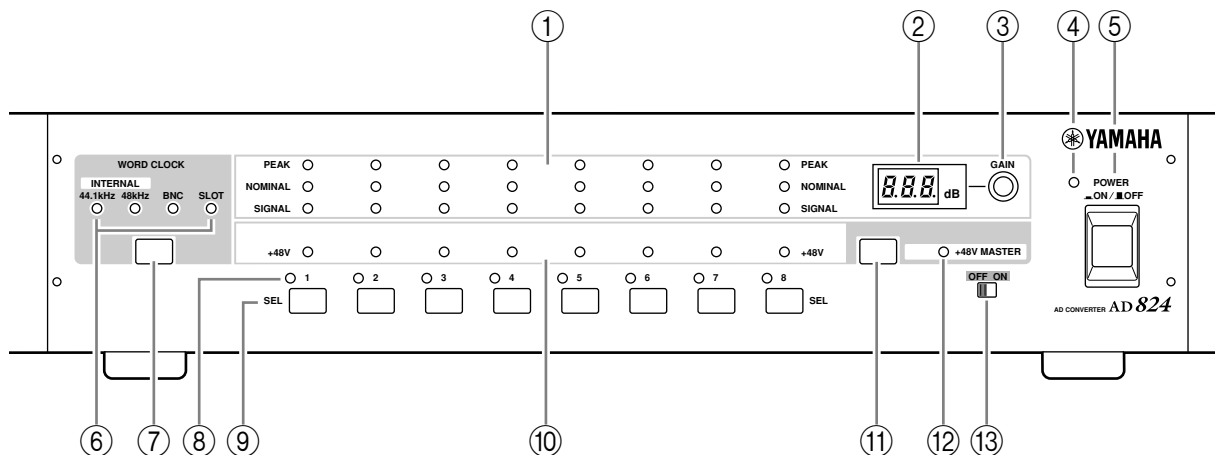 ① ② ③ ④ ⑤
YAMAHA
WORD CLOCK
INTERNAL
44.1kHz 48kHz BNC SLOT
PEAK PEAK
NOMINAL NOMINAL
SIGNAL SIGNAL
8.8.8. dB
GAIN
POWER
ON / OFF
+48V +48V
+48V MASTER
1 2 3 4 5 6 7 8
SEL SEL
OFF ON
AD CONVERTER AD 824
⑥ ⑦ ⑧ ⑨ ⑩ ⑪ ⑫ ⑬